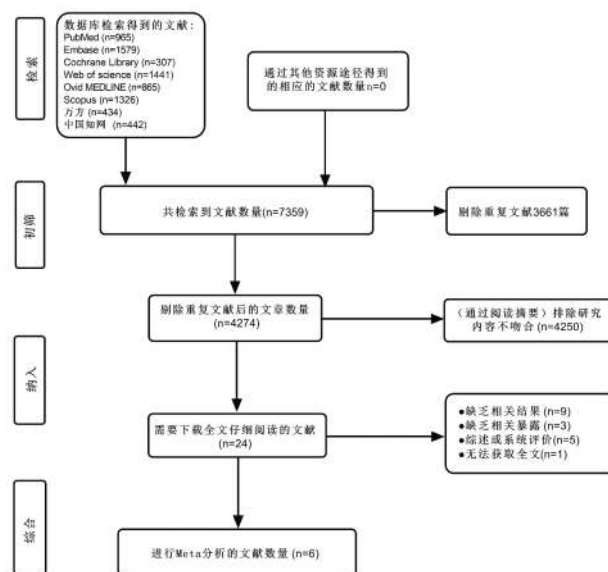 检索
数据库检索得到的文献:
PubMed (n=965)
Embase (n=1579)
Cochrane Library (n=307)
Web of science (n=1441)
Ovid MEDLINE (n=865)
Scopus (n=1326)
万方 (n=434)
中国知网 (n=442)
通过其他资源途径得到
的相应的文献数量n=0
初筛
共检索到文献数量(n=7359)
剔除重复文献3661篇
剔除重复文献后的文章数量
(n=4274)
(通过阅读摘要)排除研究
内容不吻合 (n=4250)
纳入
需要下载全文仔细阅读的文献
(n=24)
●缺乏相关结果 (n=9)
●缺乏相关暴露 (n=3)
●综述或系统评价(n=5)
●无法获取全文(n=1)
综合
进行Meta分析的文献数量 (n=6)